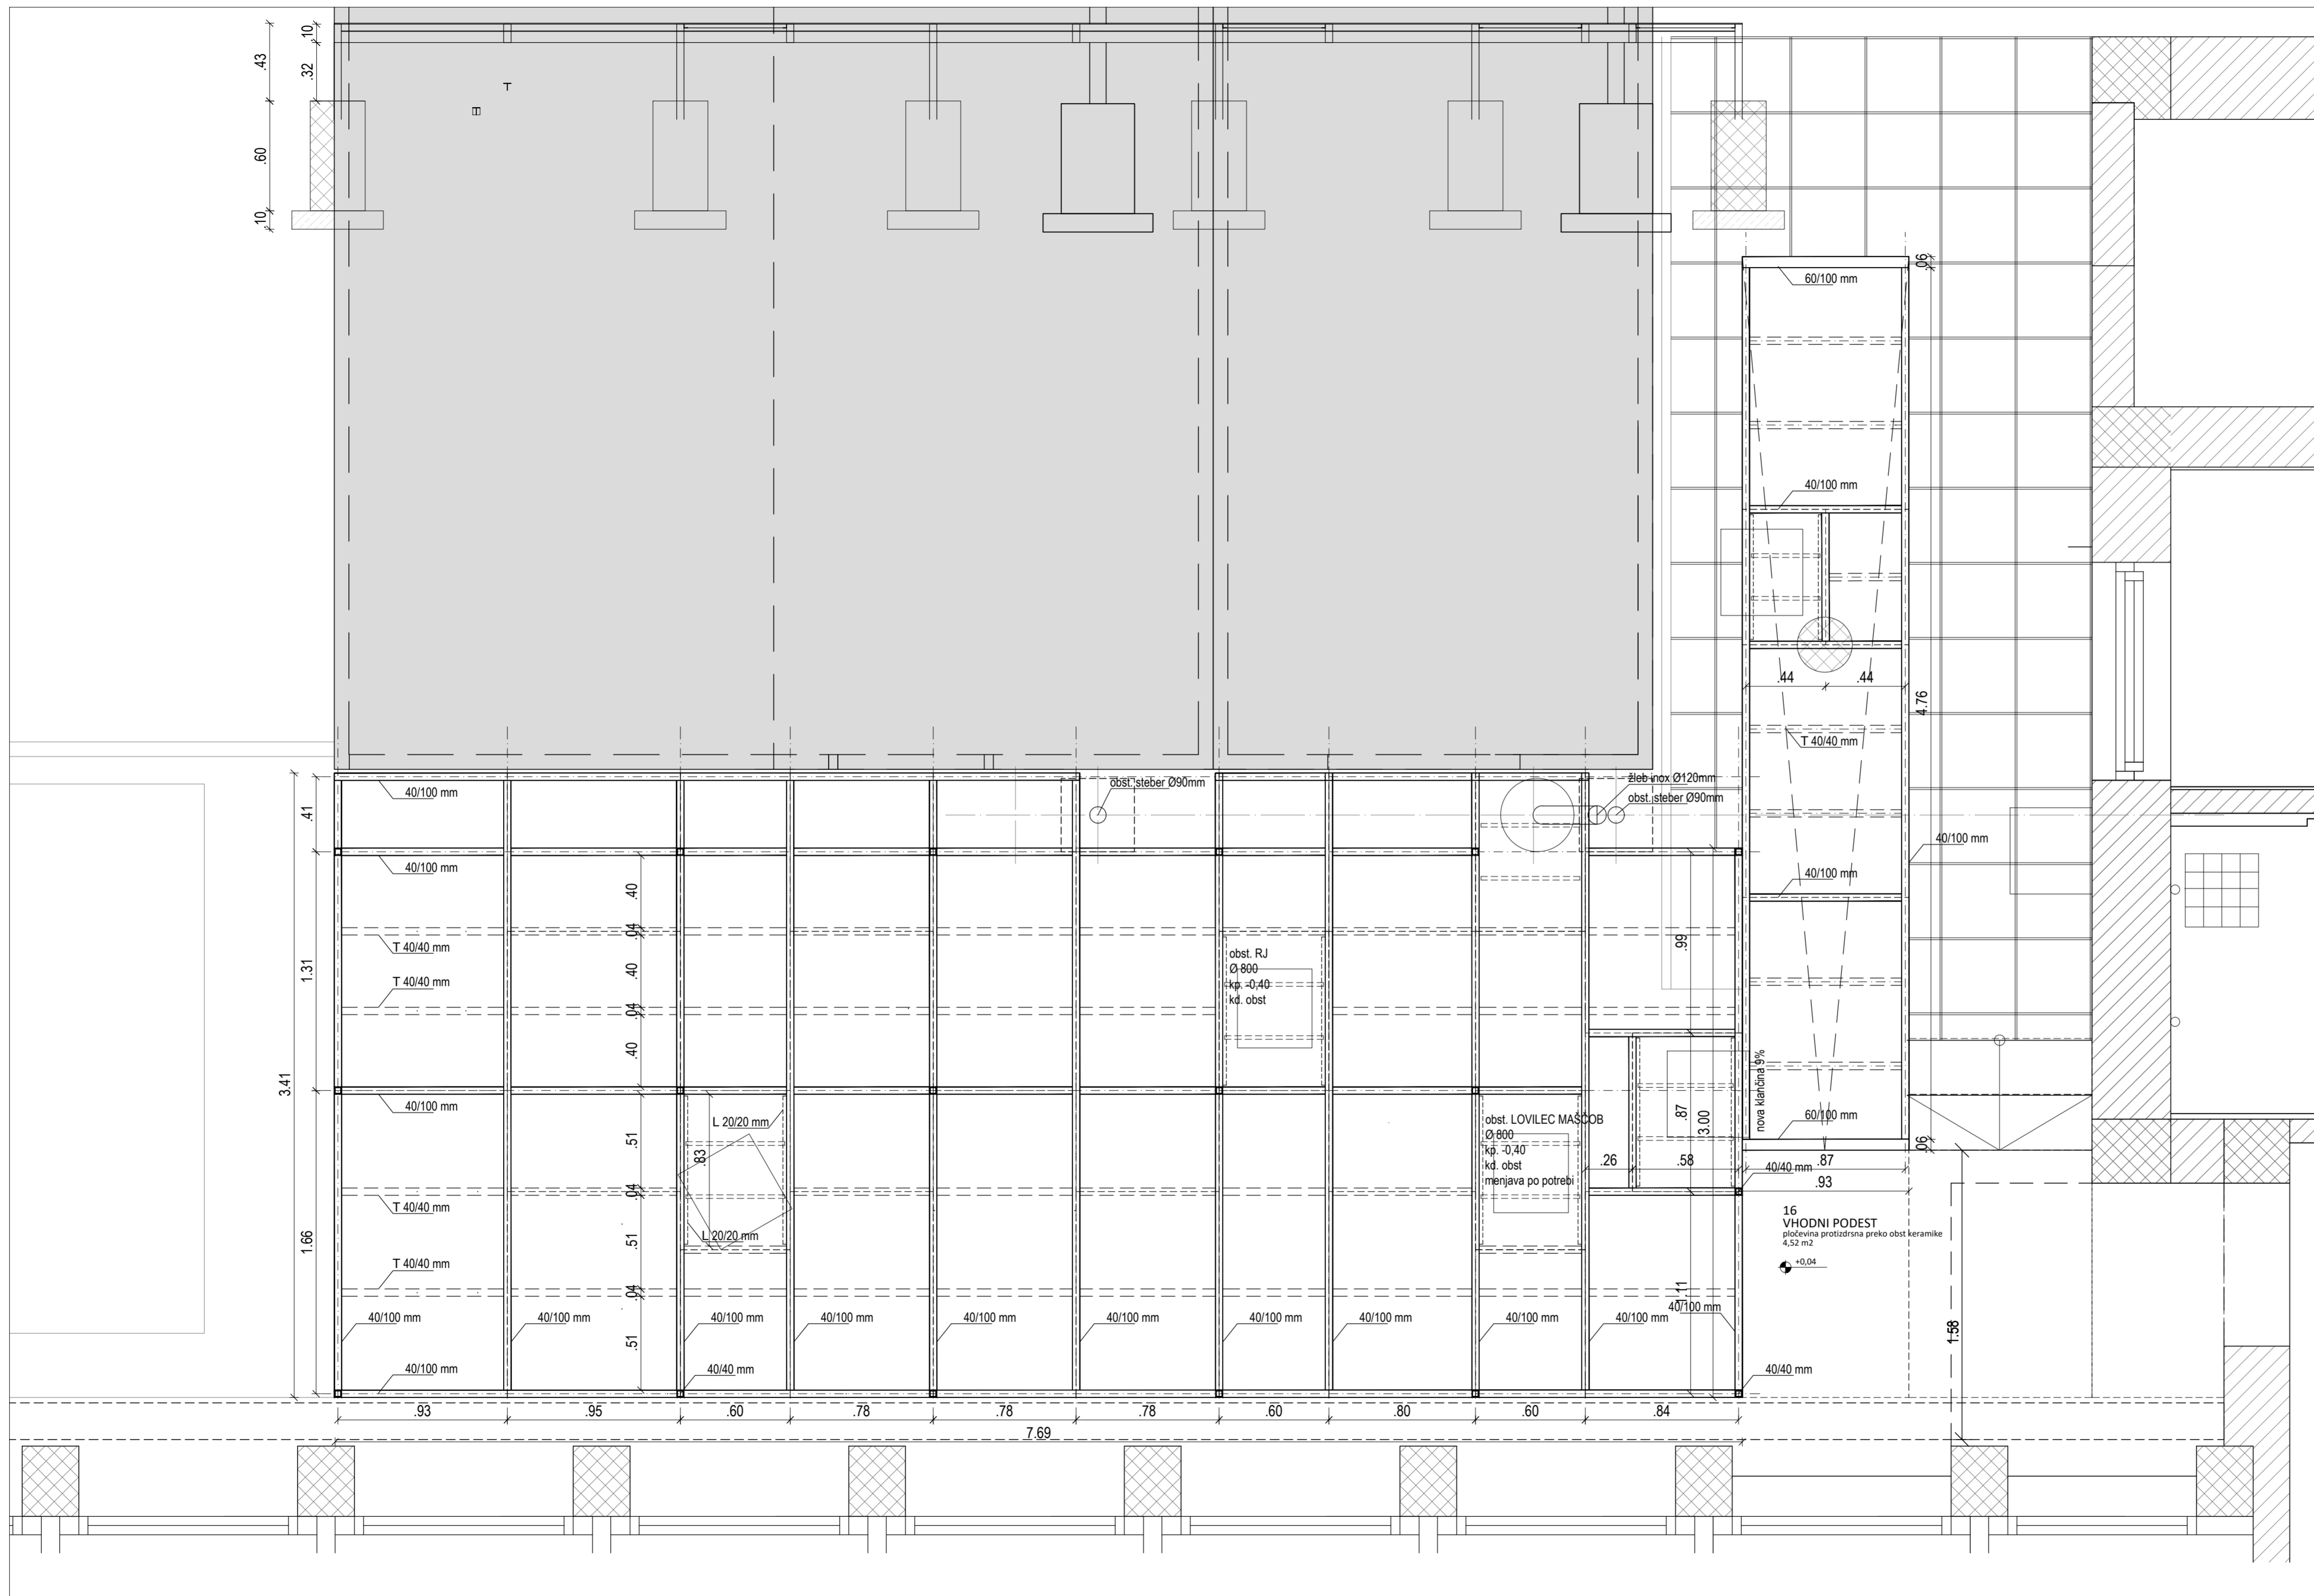 .43
10
.32
.60
10
T
60/100 mm
.06
40/100 mm
.44
.44
4.76
T 40/40 mm
40/100 mm
40/100 mm
60/100 mm
.06
nova klančina 9%
obst. steber Ø90mm
žleb inox Ø120mm
obst. steber Ø90mm
40/100 mm
.41
40/100 mm
.40
.04
T 40/40 mm
1.31
.40
T 40/40 mm
.04
.40
3.41
obst. RJ
Ø 800
kp. -0,40
kd. obst
.99
40/100 mm
L 20/20 mm
.51
.83
.04
T 40/40 mm
L 20/20 mm
1.66
.51
T 40/40 mm
.04
.51
obst. LOVILEC MAŠČOB
Ø 800
kp. -0,40
kd. obst
menjava po potrebi
.87
3.00
.26
.58
40/40 mm
.87
.93
16
VHODNI PODEST
pločevina protizdrsna preko obst keramike
4,52 m2
+0,04
1.11
1.58
40/100 mm
40/100 mm
40/100 mm
40/100 mm
40/100 mm
40/100 mm
40/100 mm
40/100 mm
40/100 mm
40/100 mm
40/100 mm
40/100 mm
40/40 mm
40/40 mm
.93
.95
.60
.78
.78
.78
.60
.80
.60
.84
7.69